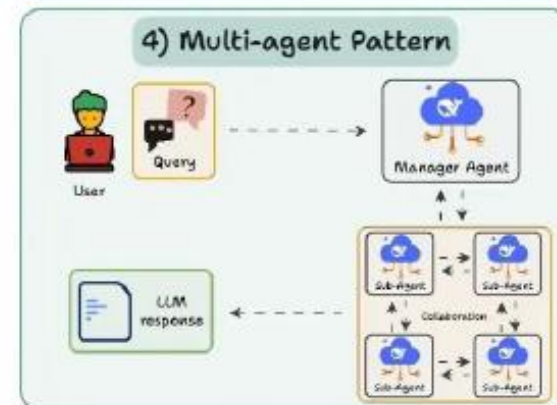 4) Multi-agent Pattern
?
User
Query
Manager Agent
Sub-Agent
Sub-Agent
Collaboration
Sub-Agent
Sub-Agent
LLM
response